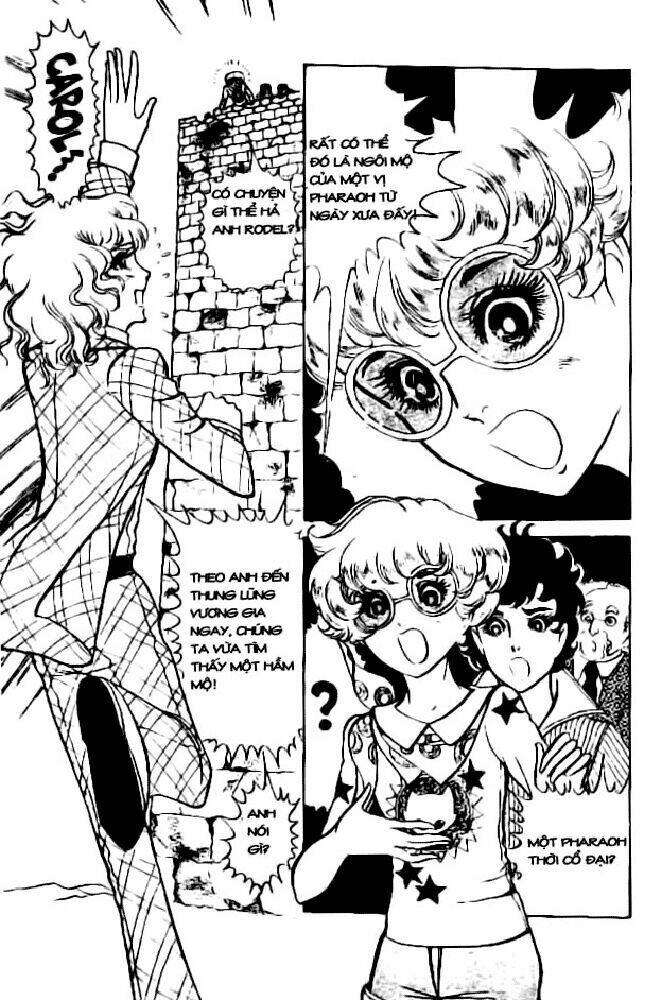 CAROL...
CÓ CHUYỆN
GÌ THẾ HẢ
ANH RODEL?
THEO ANH ĐẾN
THUNG LŨNG
VƯƠNG GIA
NGAY, CHÚNG
TA VỪA TÌM
THẤY MỘT HẦM
MỘ!
ANH
NÓI
GÌ?
RẤT CÓ THỂ
ĐÓ LÀ NGÔI MỘ
CỦA MỘT VỊ
PHARAOH TỪ
NGÀY XƯA ĐẤY!
?
MỘT PHARAOH
THỜI CỔ ĐẠI?